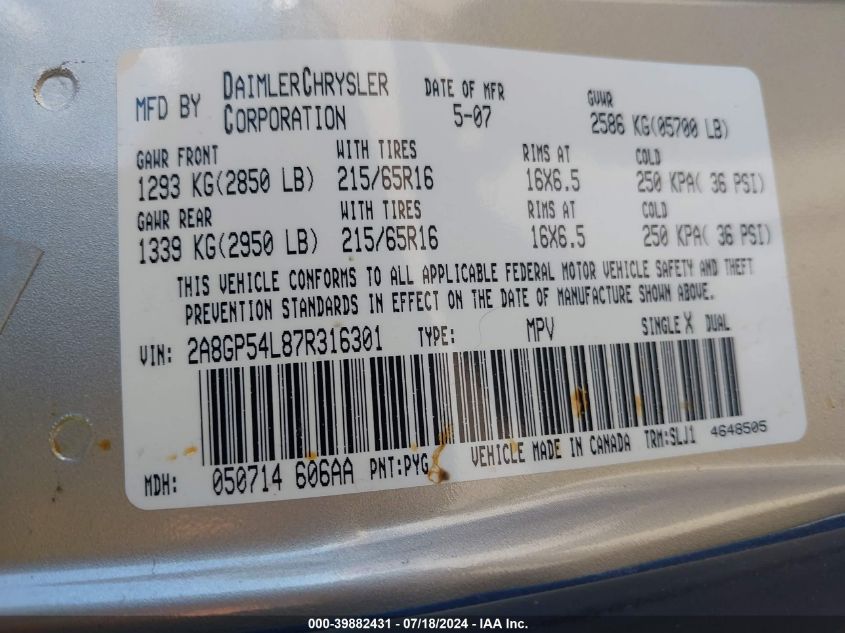 MFD BY DAIMLERCHRYSLER CORPORATION DATE OF MFR 5-07 GVWR 2586 KG(05700 LB)
GAWR FRONT WITH TIRES RIMS AT COLD
1293 KG(2850 LB) 215/65R16 16X6.5 250 KPA( 36 PSI)
GAWR REAR WITH TIRES RIMS AT COLD
1339 KG(2950 LB) 215/65R16 16X6.5 250 KPA( 36 PSI)
THIS VEHICLE CONFORMS TO ALL APPLICABLE FEDERAL MOTOR VEHICLE SAFETY AND THEFT
PREVENTION STANDARDS IN EFFECT ON THE DATE OF MANUFACTURE SHOWN ABOVE.
VIN: 2A8GP54L87R316301 TYPE: MPV SINGLE X DUAL
MDH: 050714 606AA PNT:PYG VEHICLE MADE IN CANADA TRM:SLJ1 4648505
000-39882431 - 07/18/2024 - IAA Inc.